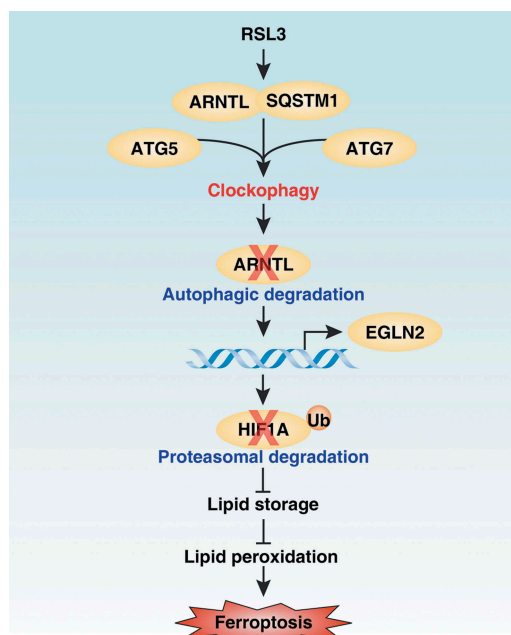 RSL3
ARNTL SQSTM1
ATG5 ATG7
Clockophagy
ARNTL
Autophagic degradation
EGLN2
HIF1A Ub
Proteasomal degradation
Lipid storage
Lipid peroxidation
Ferroptosis